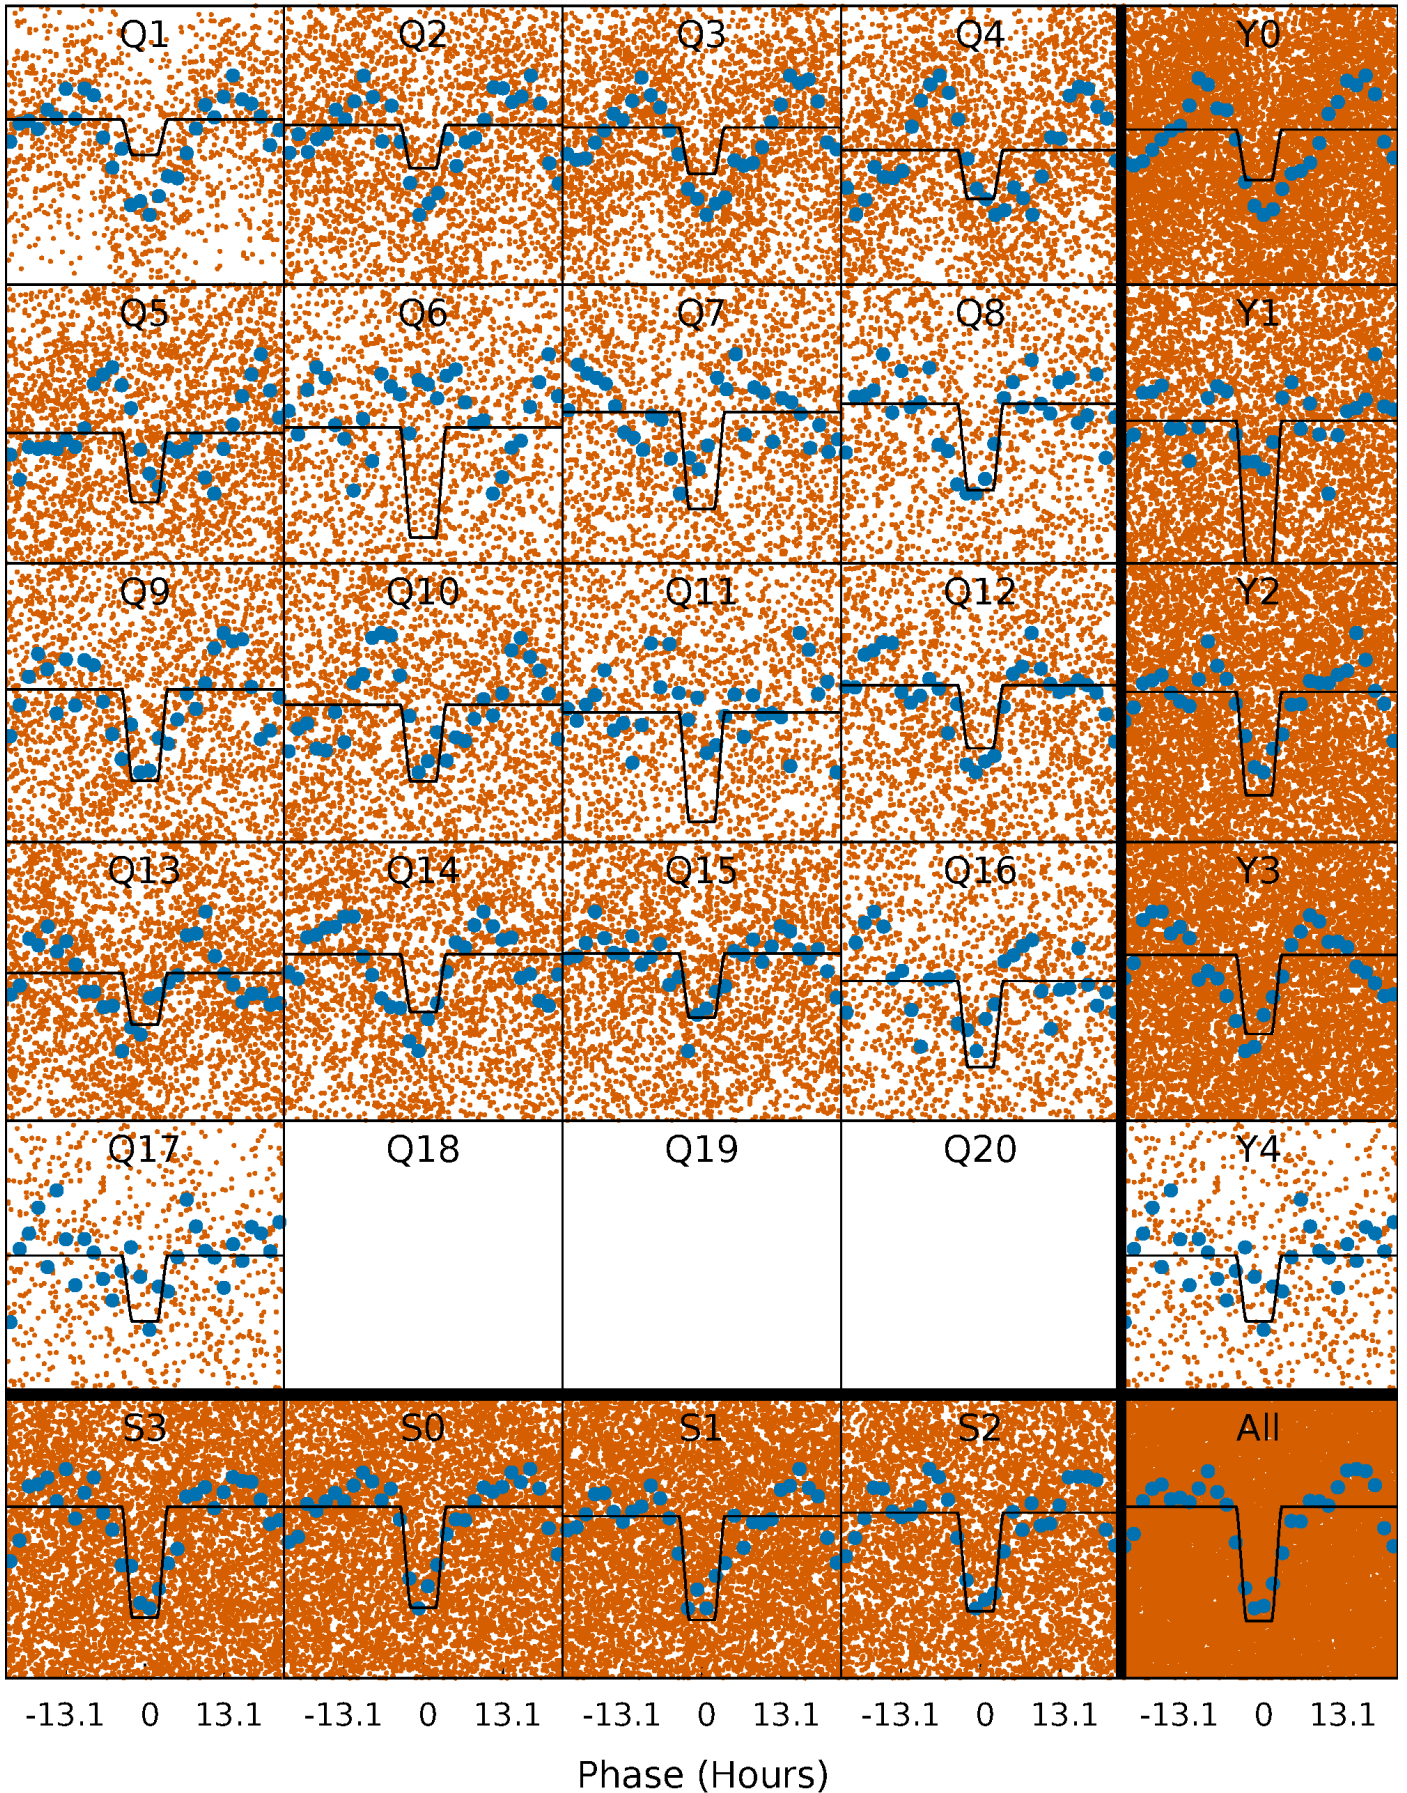 Q1 Q2 Q3 Q4 Y0
Q5 Q6 Q7 Q8 Y1
Q9 Q10 Q11 Q12 Y2
Q13 Q14 Q15 Q16 Y3
Q17 Q18 Q19 Q20 Y4
S3 S0 S1 S2 All
-13.1 0 13.1 -13.1 0 13.1 -13.1 0 13.1 -13.1 0 13.1 -13.1 0 13.1
Phase (Hours)